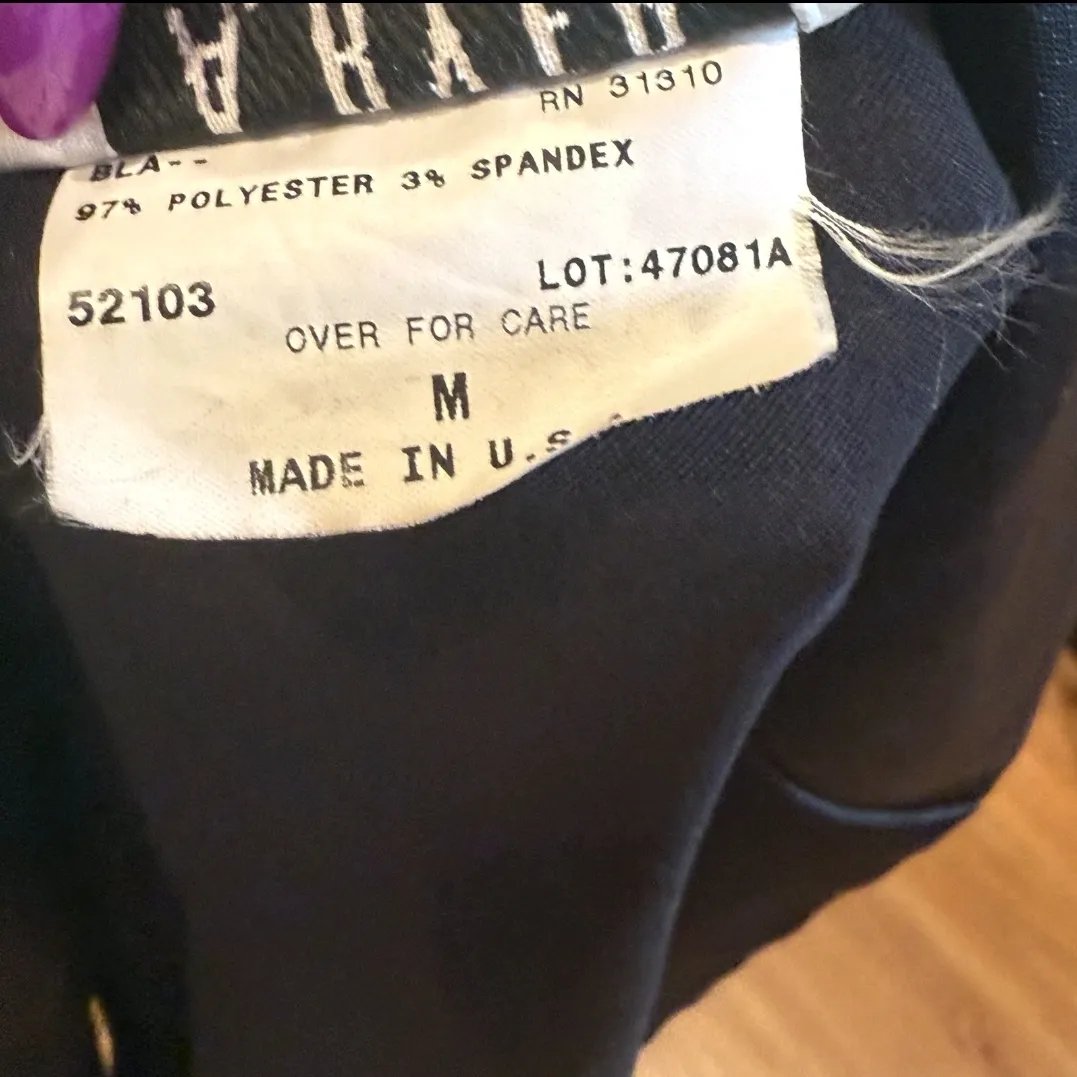 RN 31310
BLA--
97% POLYESTER 3% SPANDEX
LOT:47081A
52103
OVER FOR CARE
M
MADE IN U.S